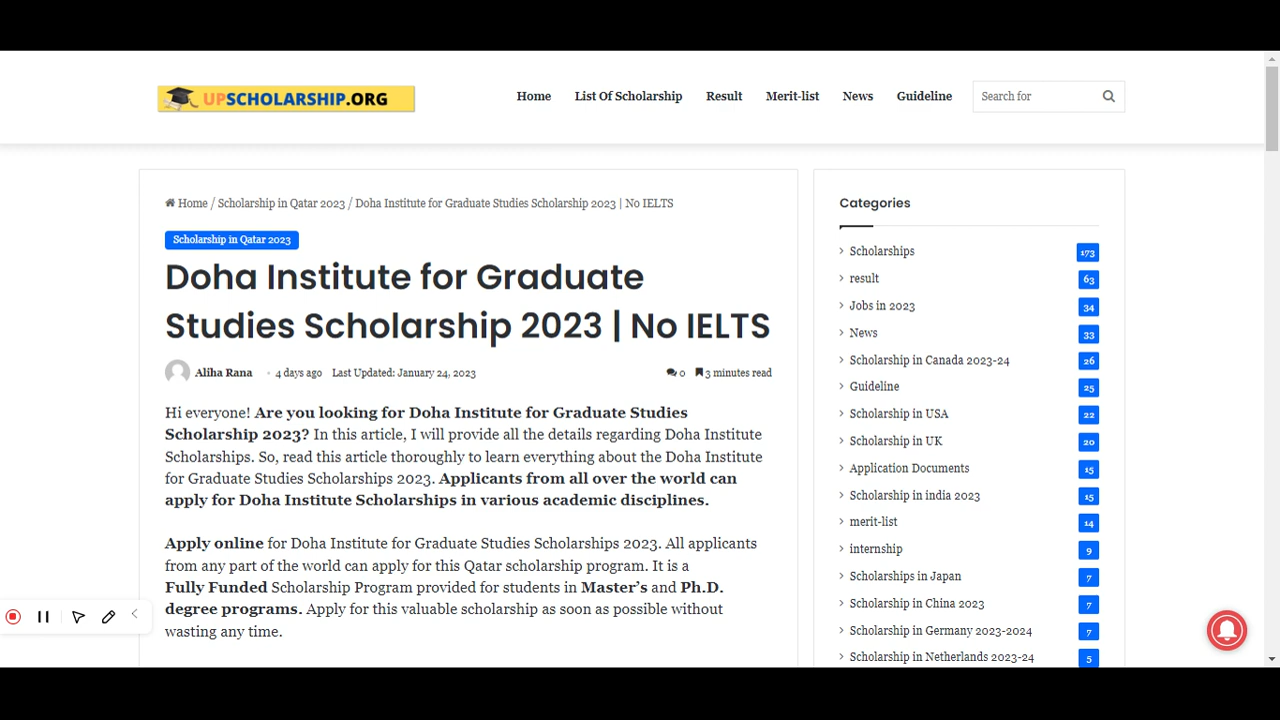 UPSCHOLARSHIP.ORG
Home
List Of Scholarship
Result
Merit-list
News
Guideline
Search for
Home / Scholarship in Qatar 2023 / Doha Institute for Graduate Studies Scholarship 2023 | No IELTS
Scholarship in Qatar 2023
Doha Institute for Graduate
Studies Scholarship 2023 | No IELTS
Aliha Rana • 4 days ago Last Updated: January 24, 2023 0 3 minutes read
Hi everyone! Are you looking for Doha Institute for Graduate Studies
Scholarship 2023? In this article, I will provide all the details regarding Doha Institute
Scholarships. So, read this article thoroughly to learn everything about the Doha Institute
for Graduate Studies Scholarships 2023. Applicants from all over the world can
apply for Doha Institute Scholarships in various academic disciplines.
Apply online for Doha Institute for Graduate Studies Scholarships 2023. All applicants
from any part of the world can apply for this Qatar scholarship program. It is a
Fully Funded Scholarship Program provided for students in Master's and Ph.D.
degree programs. Apply for this valuable scholarship as soon as possible without
wasting any time.
Categories
Scholarships 173
result 63
Jobs in 2023 34
News 33
Scholarship in Canada 2023-24 26
Guideline 25
Scholarship in USA 22
Scholarship in UK 20
Application Documents 15
Scholarship in india 2023 15
merit-list 14
internship 9
Scholarships in Japan 7
Scholarship in China 2023 7
Scholarship in Germany 2023-2024 7
Scholarship in Netherlands 2023-24 5